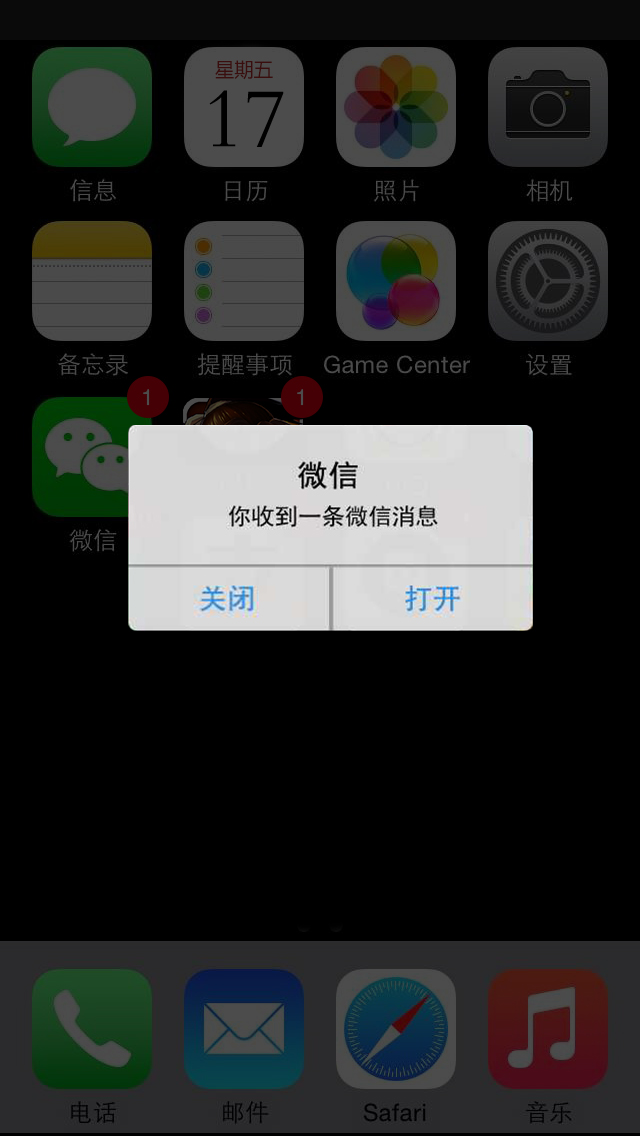 星期五
17
信息
日历
照片
相机
备忘录
提醒事项
Game Center
设置
1
1
微信
微信
你收到一条微信消息
关闭
打开
电话
邮件
Safari
音乐